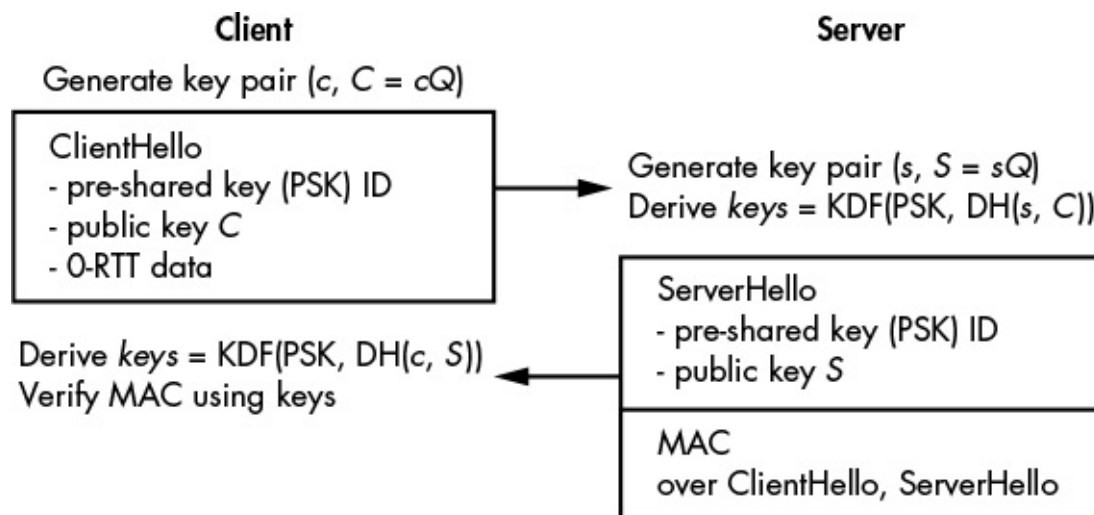 Client
Server
Generate key pair (c, C = cQ)
ClientHello
- pre-shared key (PSK) ID
- public key C
- 0-RTT data
Generate key pair (s, S = sQ)
Derive keys = KDF(PSK, DH(s, C))
ServerHello
- pre-shared key (PSK) ID
- public key S
Derive keys = KDF(PSK, DH(c, S))
Verify MAC using keys
MAC
over ClientHello, ServerHello